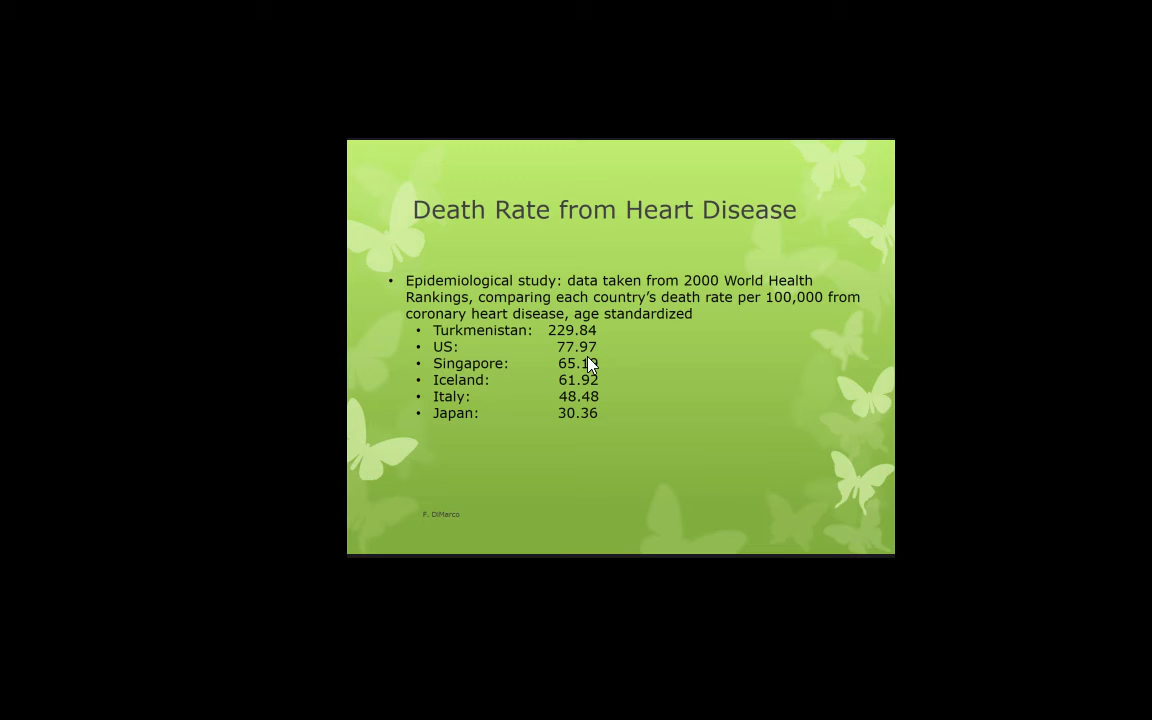 Death Rate from Heart Disease
• Epidemiological study: data taken from 2000 World Health
Rankings, comparing each country’s death rate per 100,000 from
coronary heart disease, age standardized
• Turkmenistan: 229.84
• US: 77.97
• Singapore:
• Iceland: 61.92
• Italy: 48.48
• Japan: 30.36
F. DiMarco